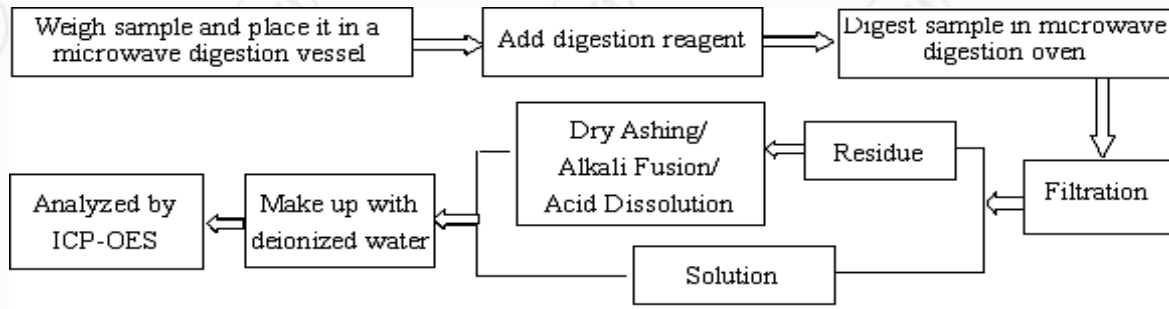 Weigh sample and place it in a
microwave digestion vessel
Add digestion reagent
Digest sample in microwave
digestion oven
Filtration
Residue
Solution
Dry Ashing/
Alkali Fusion/
Acid Dissolution
Make up with
deionized water
Analyzed by
ICP-OES